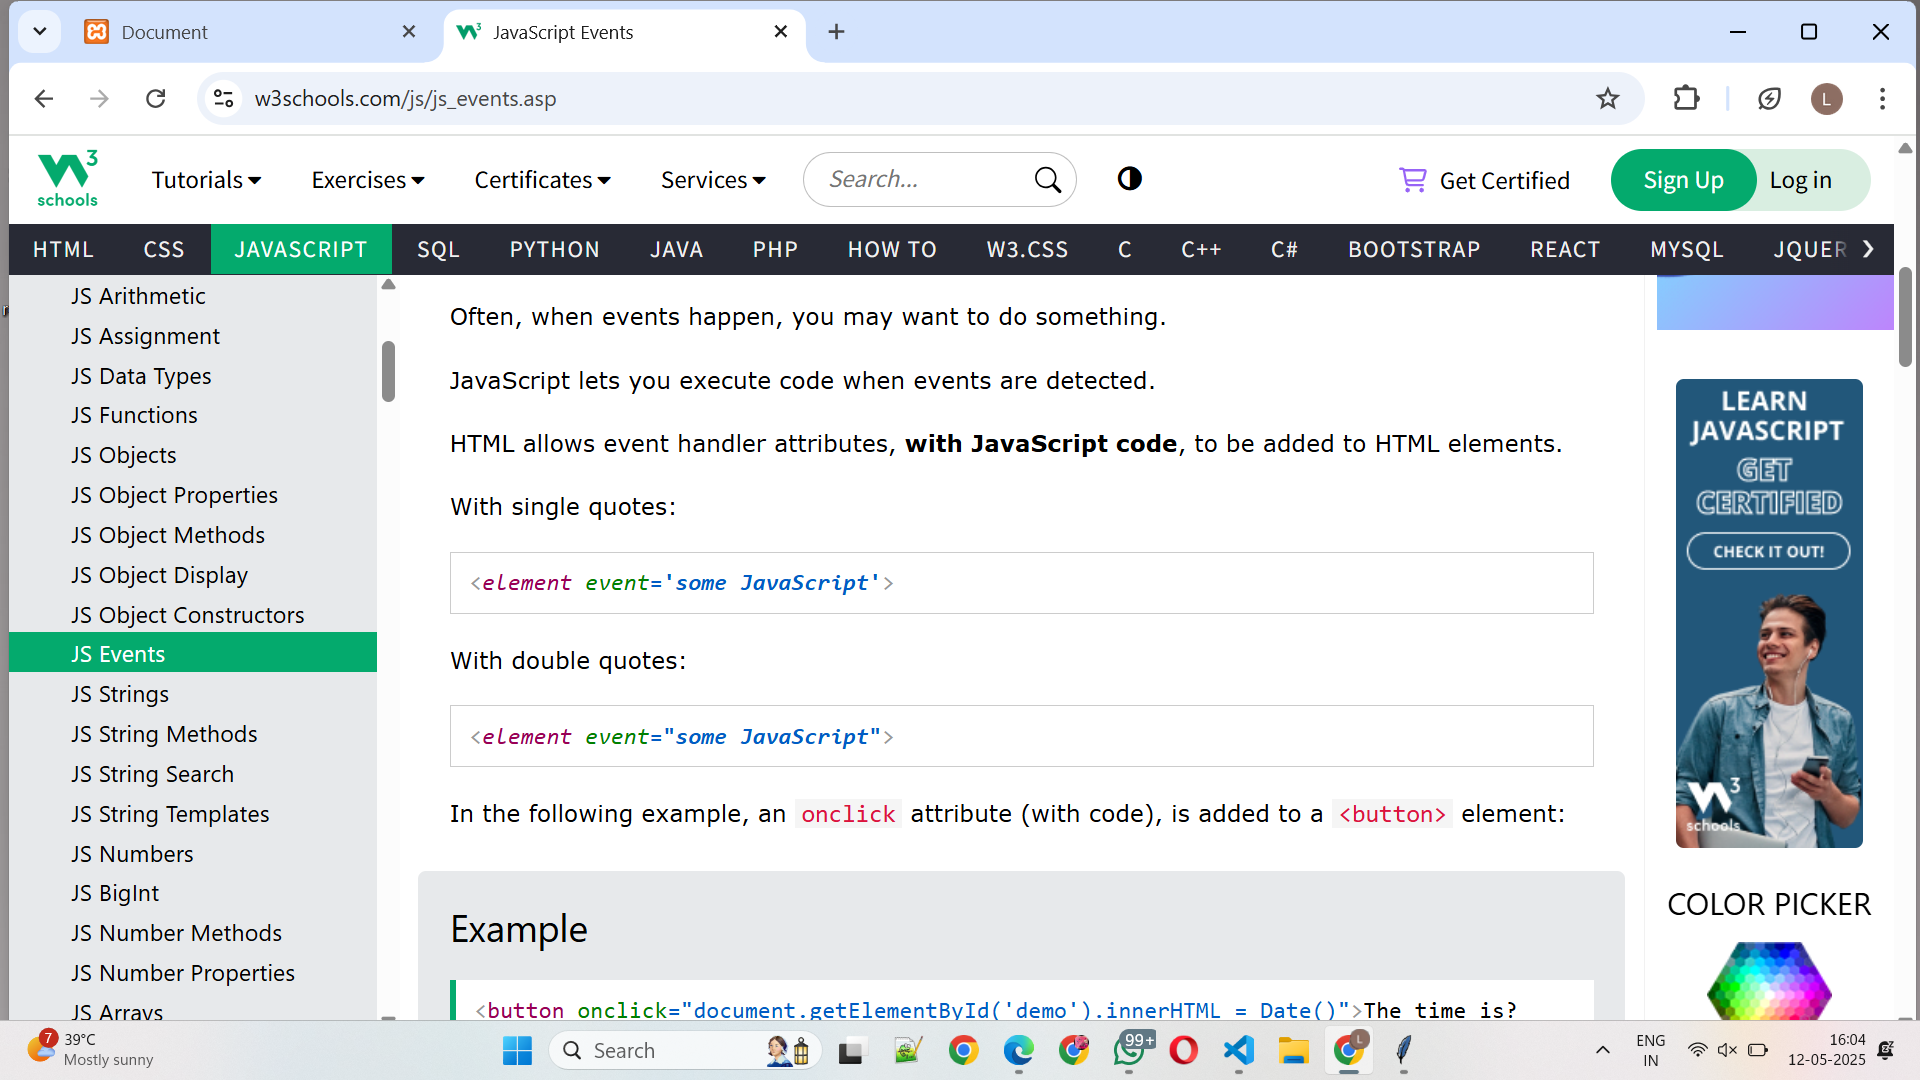 Document
JavaScript Events
w3schools.com/js/js_events.asp
L
3
schools
Tutorials
Exercises
Certificates
Services
Search...
Get Certified
Sign Up
Log in
HTML
CSS
JAVASCRIPT
SQL
PYTHON
JAVA
PHP
HOW TO
W3.CSS
C
C++
C#
BOOTSTRAP
REACT
MYSQL
JQUER
JS Arithmetic
JS Assignment
JS Data Types
JS Functions
JS Objects
JS Object Properties
JS Object Methods
JS Object Display
JS Object Constructors
JS Events
JS Strings
JS String Methods
JS String Search
JS String Templates
JS Numbers
JS BigInt
JS Number Methods
JS Number Properties
JS Arrays
Often, when events happen, you may want to do something.
JavaScript lets you execute code when events are detected.
HTML allows event handler attributes, with JavaScript code, to be added to HTML elements.
With single quotes:
<element event='some JavaScript'>
With double quotes:
<element event="some JavaScript">
In the following example, an onclick attribute (with code), is added to a <button> element:
Example
<button onclick="document.getElementById('demo').innerHTML = Date()">The time is?
LEARN
JAVASCRIPT
GET
CERTIFIED
CHECK IT OUT!
3
schools
COLOR PICKER
7
39°C
Mostly sunny
Search
99+
L
ENG
IN
16:04
12-05-2025